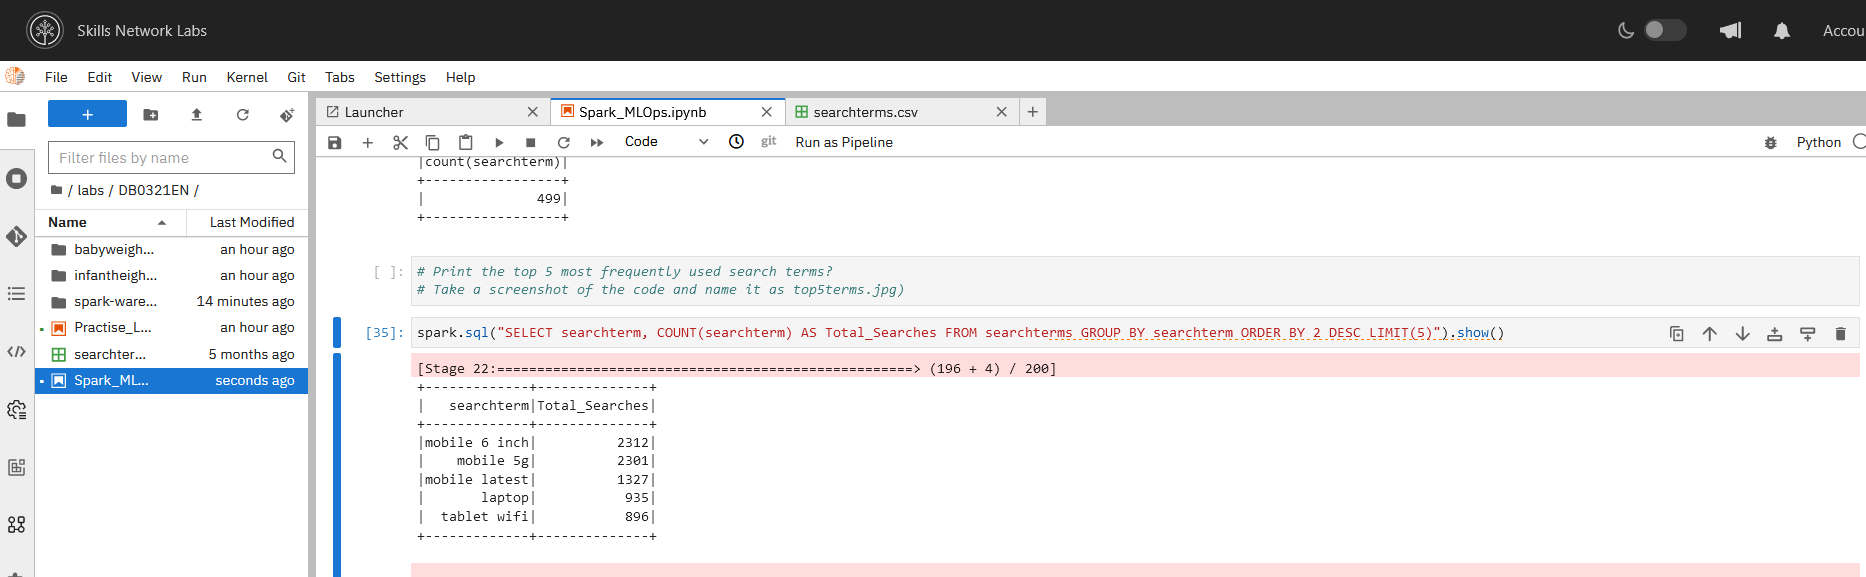 Skills Network Labs
Accou
File Edit View Run Kernel Git Tabs Settings Help
+
Launcher
Spark_MLOps.ipynb
searchterms.csv
+
Code
git
Run as Pipeline
Python
Filter files by name
/ labs / DB0321EN /
Name Last Modified
babyweigh... an hour ago
infantheigh... an hour ago
spark-ware... 14 minutes ago
Practise_L... an hour ago
searchter... 5 months ago
Spark_ML... seconds ago
|count(searchterm)|
+-----------------+
|              499|
+-----------------+
[ ]:
# Print the top 5 most frequently used search terms?
# Take a screenshot of the code and name it as top5terms.jpg)
[35]:
spark.sql("SELECT searchterm, COUNT(searchterm) AS Total_Searches FROM searchterms GROUP BY searchterm ORDER BY 2 DESC LIMIT(5)").show()
[Stage 22:====================================================> (196 + 4) / 200]
+-------------+--------------+
|   searchterm|Total_Searches|
+-------------+--------------+
|mobile 6 inch|          2312|
|    mobile 5g|          2301|
|mobile latest|          1327|
|       laptop|           935|
|  tablet wifi|           896|
+-------------+--------------+